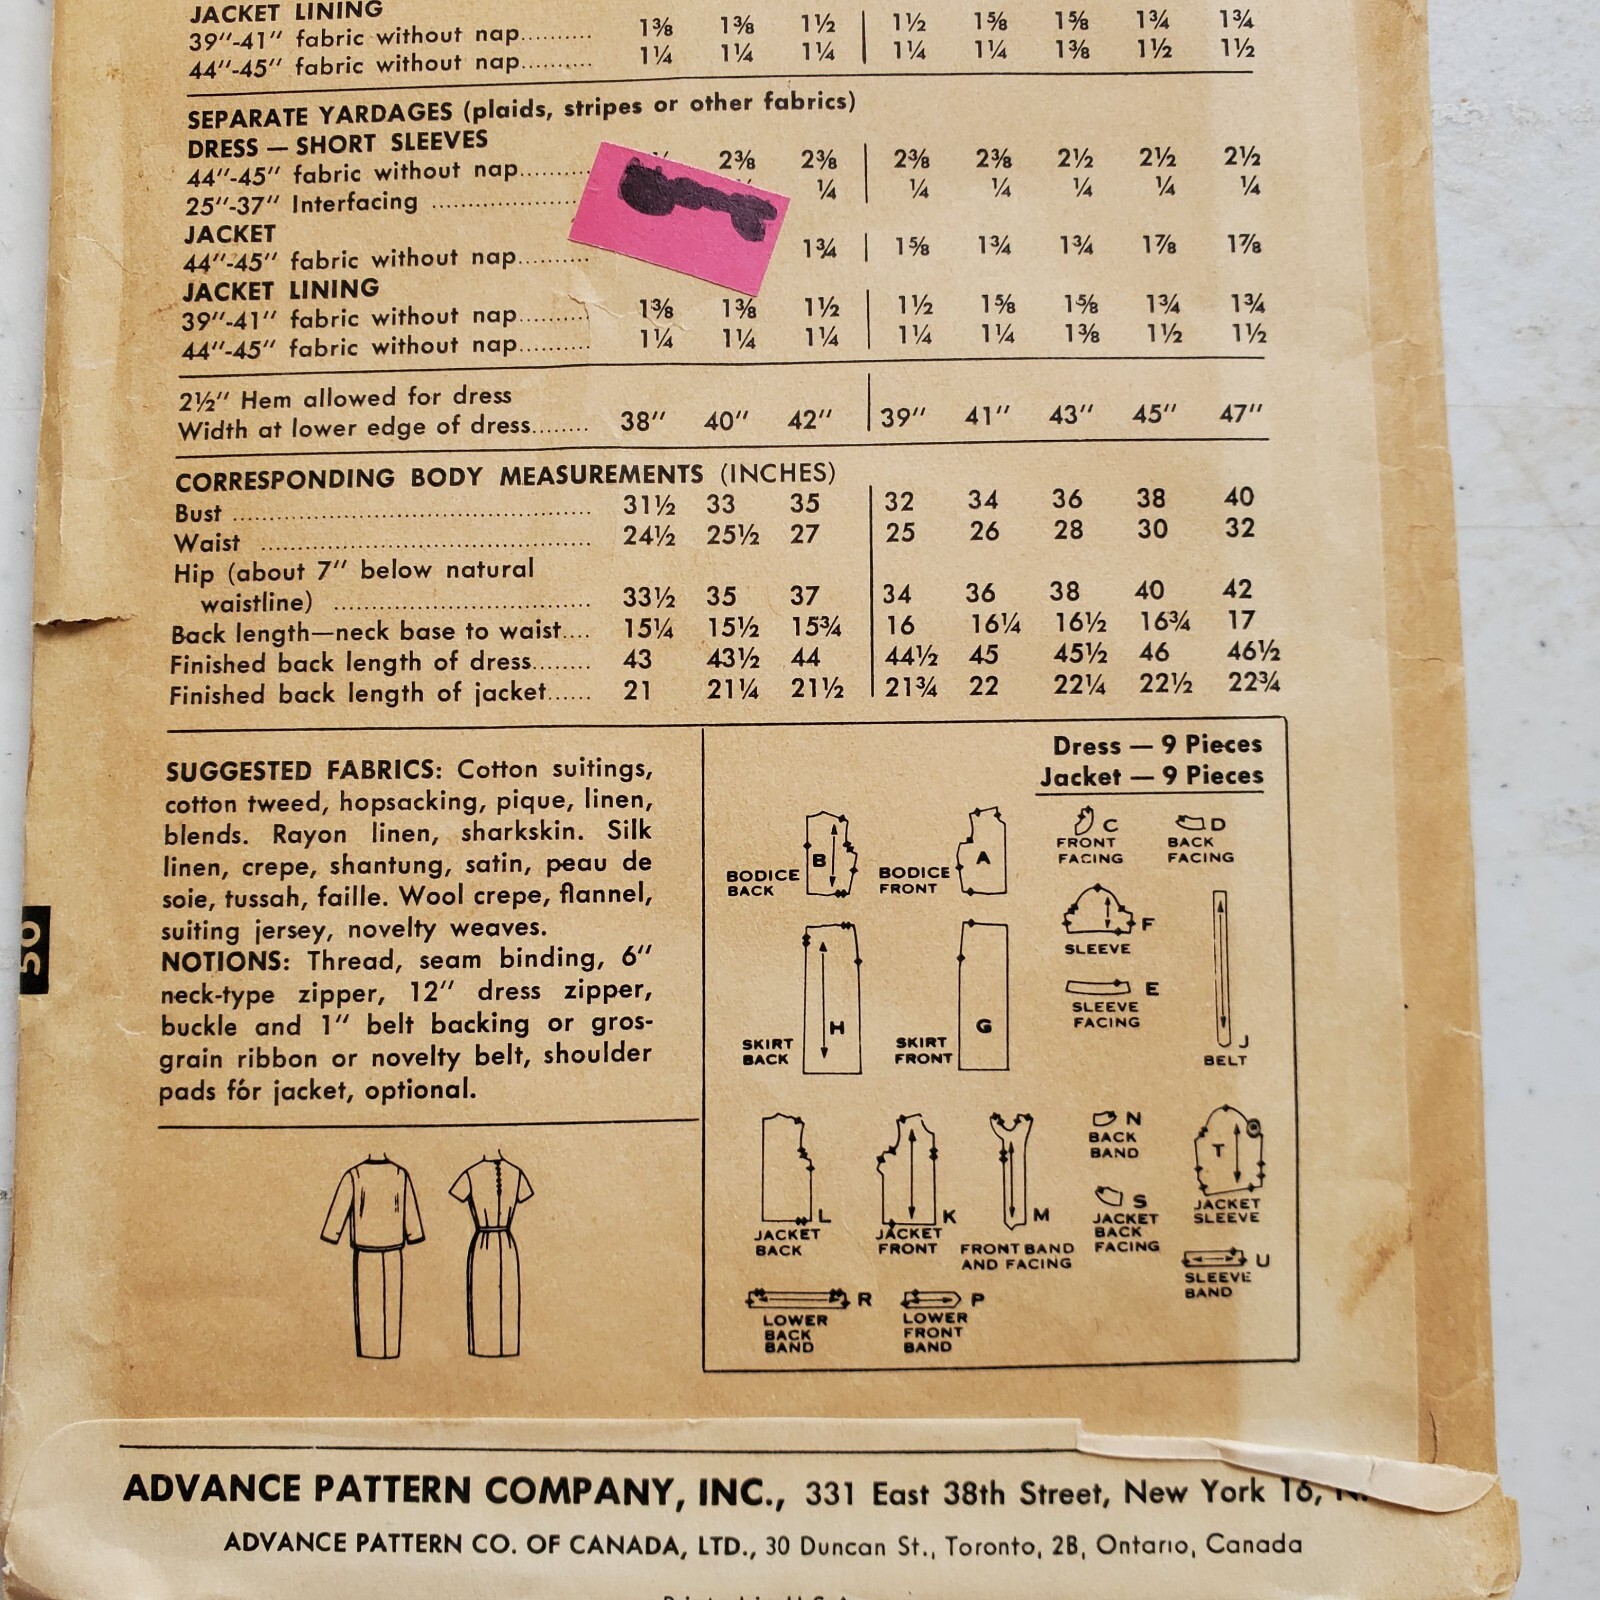 JACKET LINING
39"-41" fabric without nap.......... 1⅜ 1⅜ 1½ 1½ 1⅝ 1⅝ 1¾ 1¾
44"-45" fabric without nap.......... 1¼ 1¼ 1¼ 1¼ 1¼ 1⅜ 1½ 1½
SEPARATE YARDAGES (plaids, stripes or other fabrics)
DRESS — SHORT SLEEVES
44"-45" fabric without nap.......... 2⅜ 2⅜ 2⅜ 2⅜ 2½ 2½ 2½
25"-37" Interfacing .................... ¼ ¼ ¼ ¼ ¼ ¼
JACKET
44"-45" fabric without nap.......... 1¾ 1⅝ 1¾ 1¾ 1⅞ 1⅞
JACKET LINING
39"-41" fabric without nap.......... 1⅜ 1⅜ 1½ 1½ 1⅝ 1⅝ 1¾ 1¾
44"-45" fabric without nap.......... 1¼ 1¼ 1¼ 1¼ 1¼ 1⅜ 1½ 1½
2½" Hem allowed for dress
Width at lower edge of dress........ 38" 40" 42" 39" 41" 43" 45" 47"
CORRESPONDING BODY MEASUREMENTS (INCHES)
Bust .................................................. 31½ 33 35 32 34 36 38 40
Waist .............................................. 24½ 25½ 27 25 26 28 30 32
Hip (about 7" below natural
waistline) .................................... 33½ 35 37 34 36 38 40 42
Back length—neck base to waist.... 15¼ 15½ 15¾ 16 16¼ 16½ 16¾ 17
Finished back length of dress........ 43 43½ 44 44½ 45 45½ 46 46½
Finished back length of jacket...... 21 21¼ 21½ 21¾ 22 22¼ 22½ 22¾
SUGGESTED FABRICS: Cotton suitings,
cotton tweed, hopsacking, pique, linen,
blends. Rayon linen, sharkskin. Silk
linen, crepe, shantung, satin, peau de
soie, tussah, faille. Wool crepe, flannel,
suiting jersey, novelty weaves.
NOTIONS: Thread, seam binding, 6"
neck-type zipper, 12" dress zipper,
buckle and 1" belt backing or gros-
grain ribbon or novelty belt, shoulder
pads for jacket, optional.
50
Dress — 9 Pieces
Jacket — 9 Pieces
B
BODICE
BACK
A
BODICE
FRONT
C
FRONT
FACING
D
BACK
FACING
F
SLEEVE
E
SLEEVE
FACING
J
BELT
H
SKIRT
BACK
G
SKIRT
FRONT
L
JACKET
BACK
K
JACKET
FRONT
M
FRONT BAND
AND FACING
N
BACK
BAND
S
JACKET
BACK
FACING
T
JACKET
SLEEVE
U
SLEEVE
BAND
R
LOWER
BACK
BAND
P
LOWER
FRONT
BAND
ADVANCE PATTERN COMPANY, INC., 331 East 38th Street, New York 16,
ADVANCE PATTERN CO. OF CANADA, LTD., 30 Duncan St., Toronto, 2B, Ontario, Canada